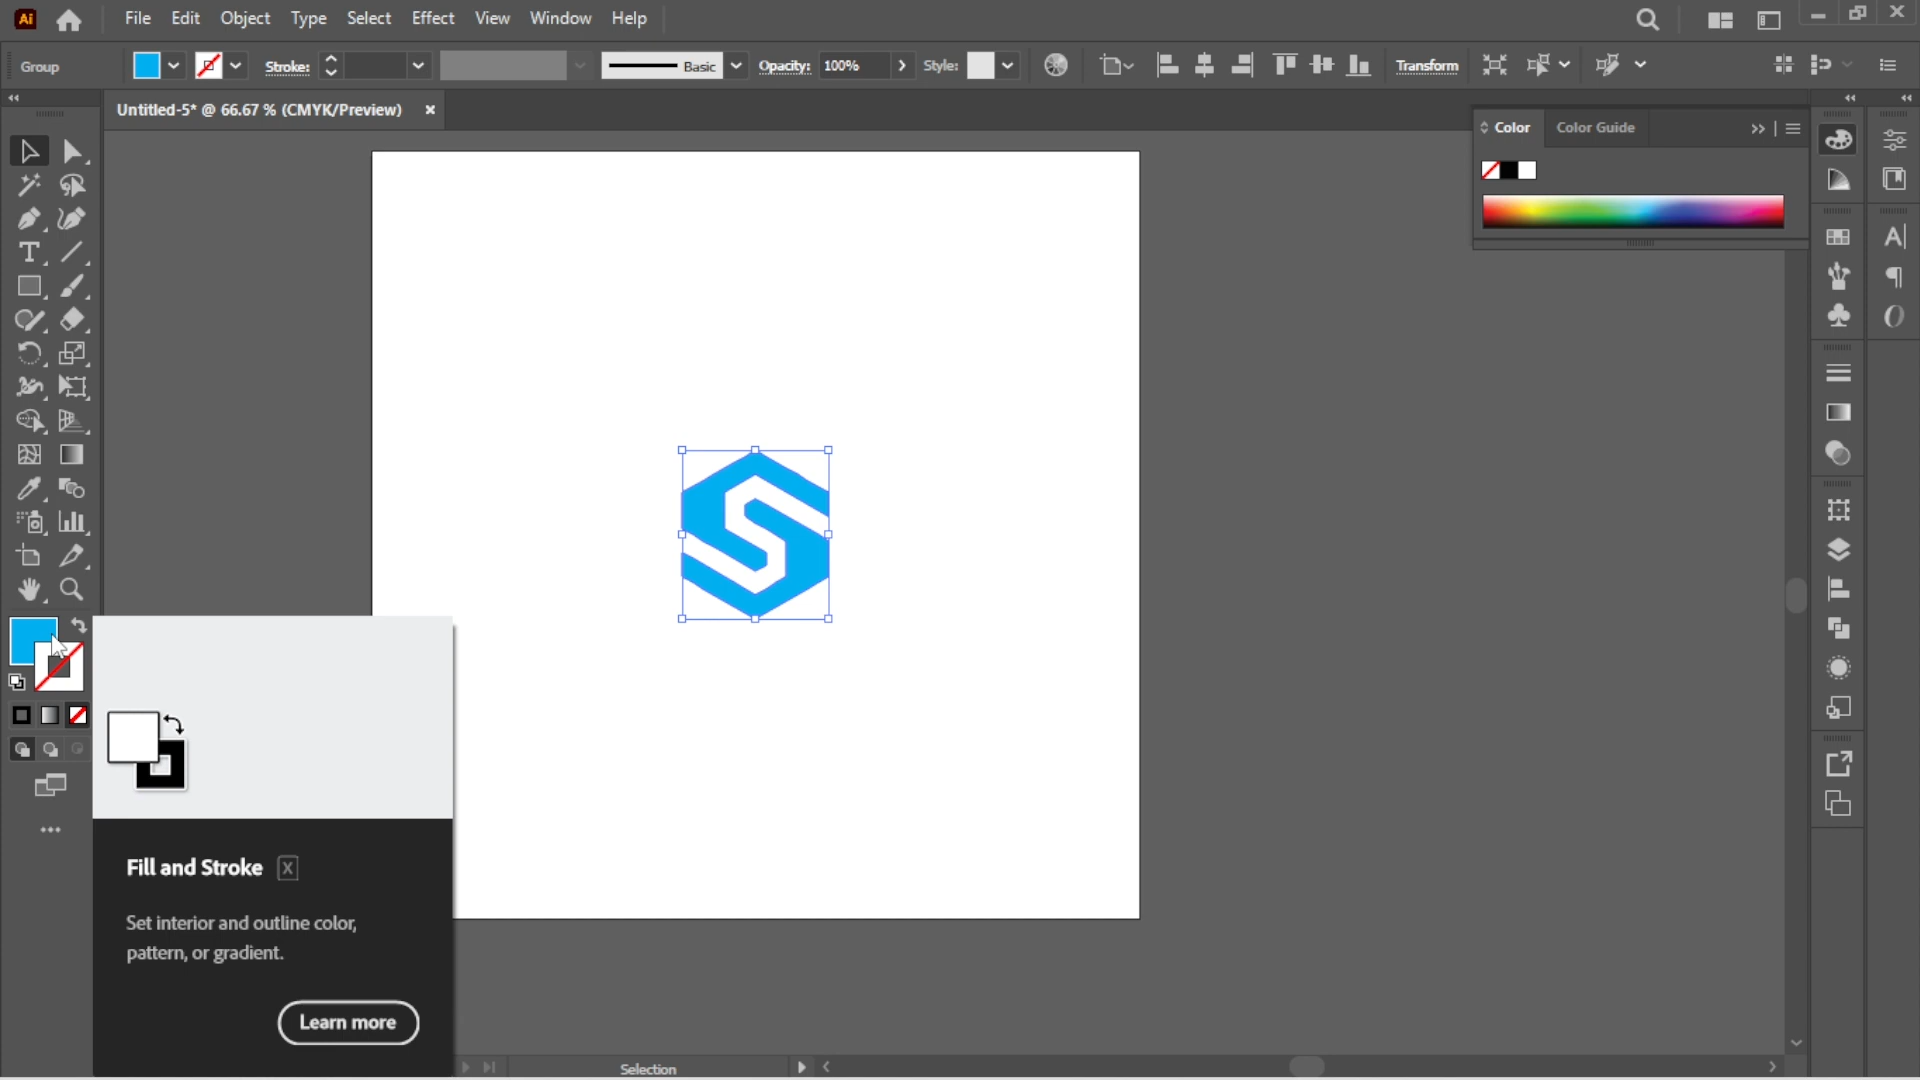 Ai File Edit Object Type Select Effect View Window Help
Group Stroke: Basic Opacity: 100% Style: Transform
Untitled-5* @ 66.67 % (CMYK/Preview) ×
Color Color Guide
Fill and Stroke X
Set interior and outline color,
pattern, or gradient.
Learn more
Selection